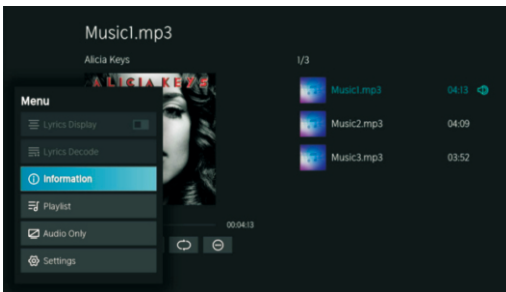 Music1.mp3
Alicia Keys
ALICIA KEYS
1/3
Music1.mp3 04:13
Music2.mp3 04:09
Music3.mp3 03:52
Menu
Lyrics Display
Lyrics Decode
Information
Playlist
Audio Only
Settings
00:04:13